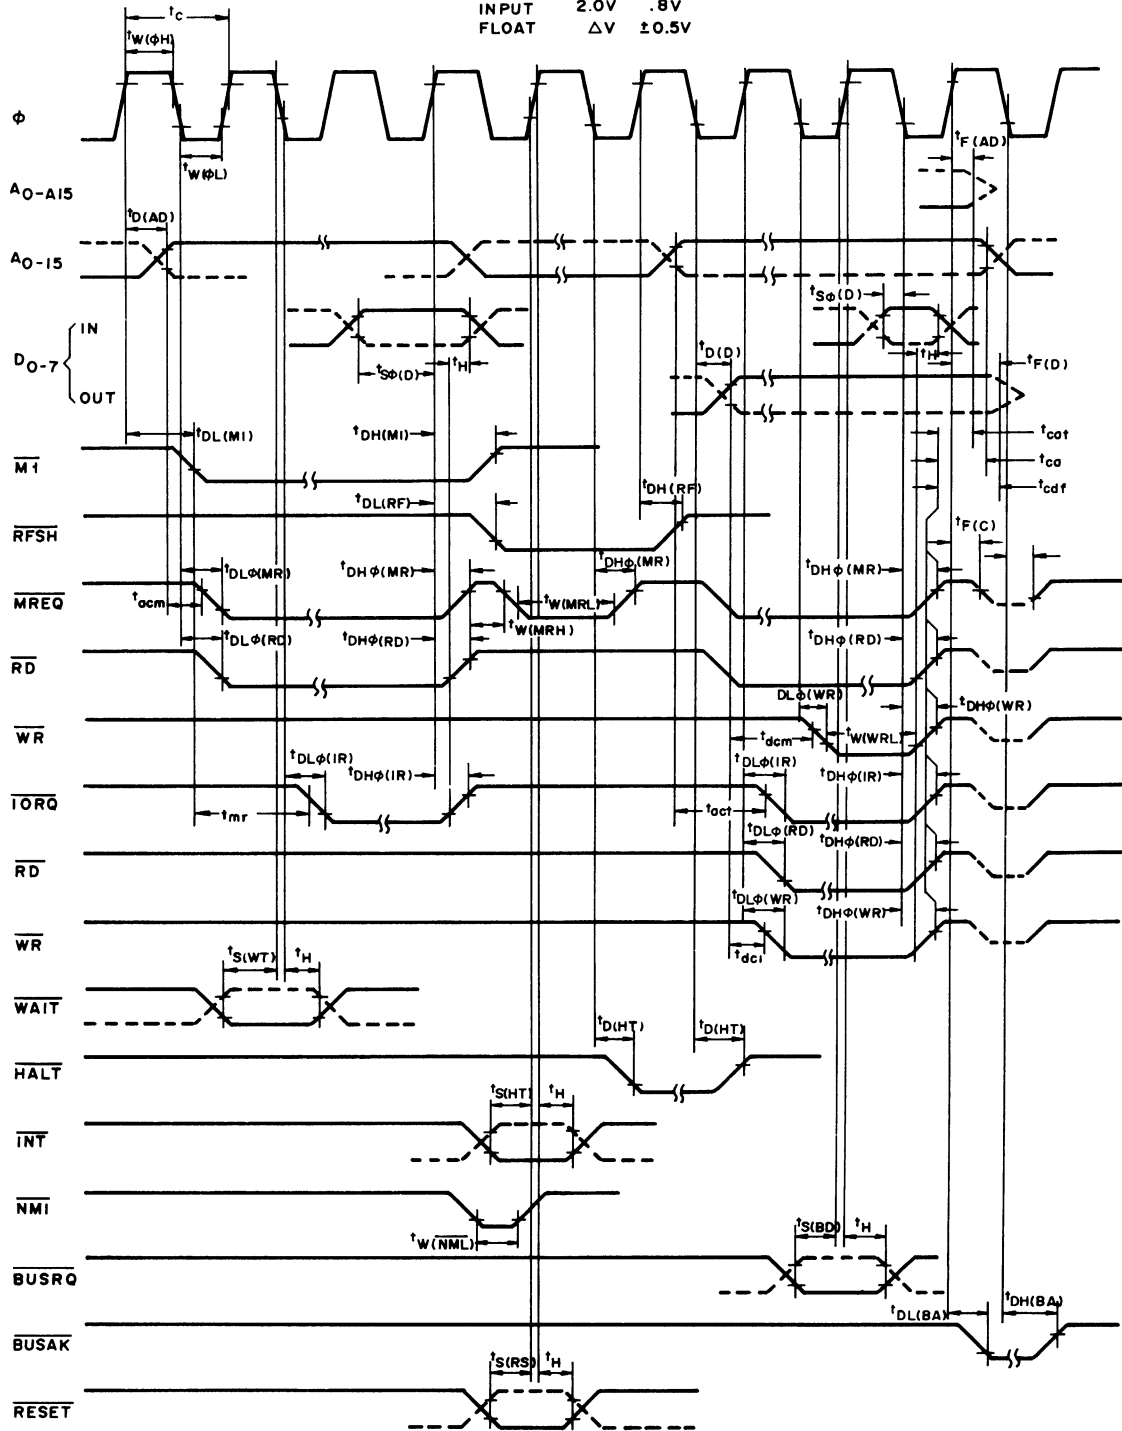 INPUT 2.0V .8V
FLOAT ΔV ±0.5V
tC
tW(ΦH)
Φ
tW(ΦL)
tF(AD)
A0-A15
tD(AD)
A0-15
tSΦ(D)
IN
D0-7
tH
tSΦ(D)
tD(D)
tH
tF(D)
OUT
tDL(M1)
tDH(M1)
tcat
M1
tca
tDL(RF)
tDH(RF)
tcdf
RFSH
tF(C)
tDLΦ(MR)
tDHΦ(MR)
tDHΦ(MR)
tDHΦ(MR)
MREQ
tacm
tW(MRL)
tW(MRH)
tDLΦ(RD)
tDHΦ(RD)
tDHΦ(RD)
RD
DLΦ(WR)
tDHΦ(WR)
WR
tdcm
tW(WRL)
tDLΦ(IR)
tDHΦ(IR)
tDLΦ(IR)
tDHΦ(IR)
IORQ
tmr
tact
tDLΦ(RD)
tDHΦ(RD)
RD
tDLΦ(WR)
tDHΦ(WR)
WR
tdci
tS(WT)
tH
WAIT
tD(HT)
tD(HT)
HALT
tS(HT)
tH
INT
NMI
tW(NML)
tS(BD)
tH
BUSRQ
tDL(BA)
tDH(BA)
BUSAK
tS(RS)
tH
RESET